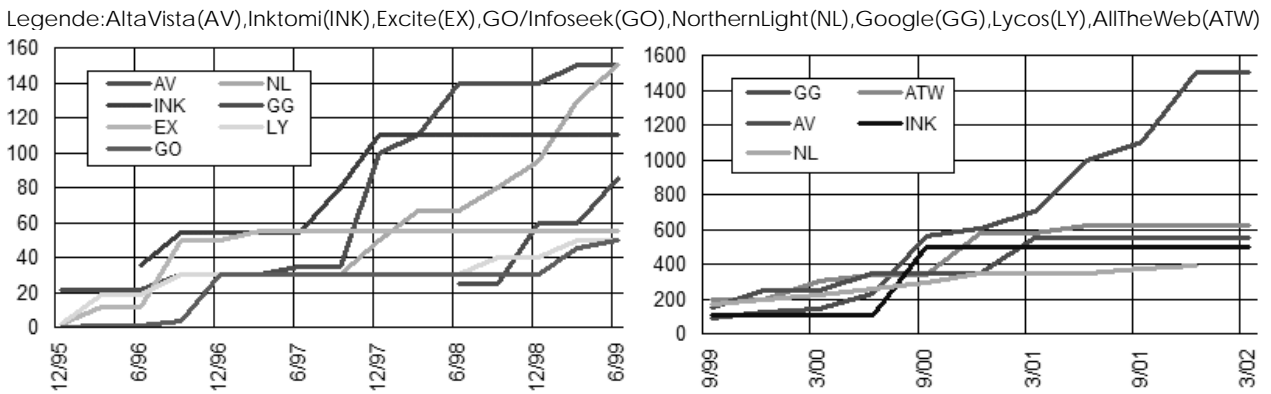 Legende:AltaVista(AV),Inktomi(INK),Excite(EX),GO/Infoseek(GO),NorthernLight(NL),Google(GG),Lycos(LY),AllTheWeb(ATW)
160
140
120
100
80
60
40
20
0
AV NL
INK GG
EX LY
GO
12/95 6/96 12/96 6/97 12/97 6/98 12/98 6/99
1600
1400
1200
1000
800
600
400
200
0
GG ATW
AV INK
NL
9/99 3/00 9/00 3/01 9/01 3/02